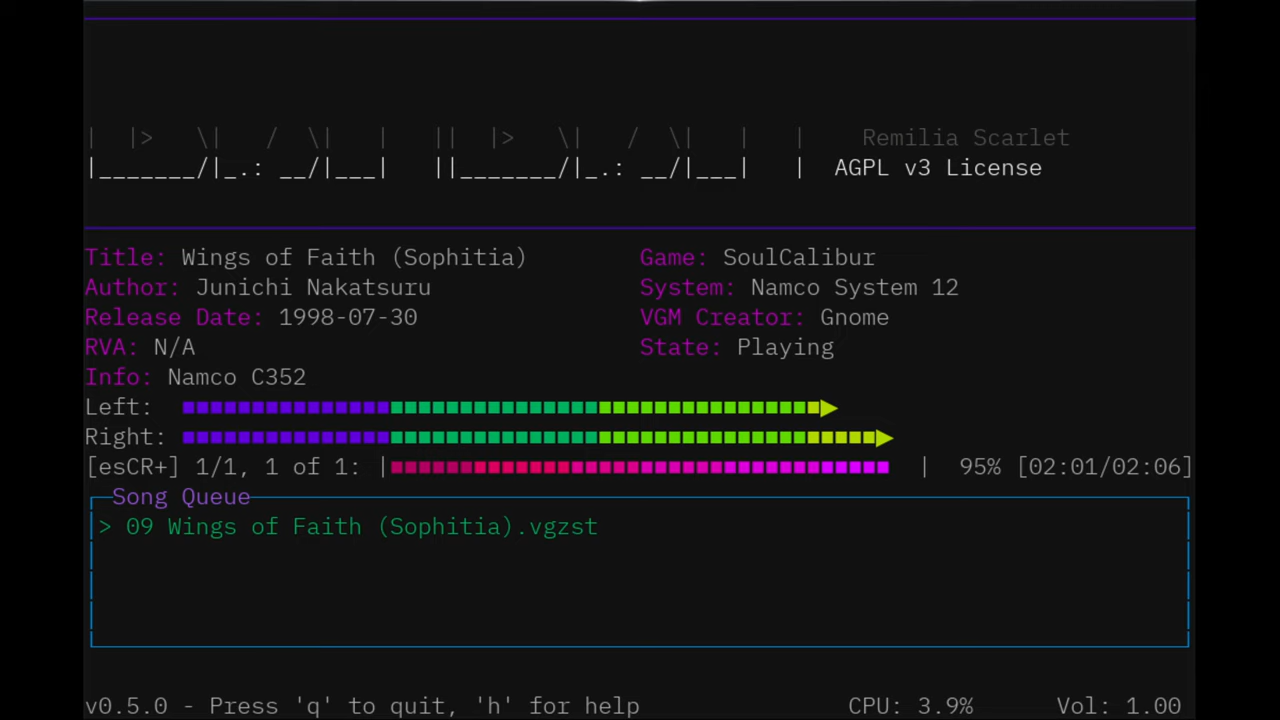 |  |>   \|   /  \|   |   ||  |>   \|   /  \|   |   |    Remilia Scarlet
|_______/|_.: __/|___|   ||_______/|_.: __/|___|   |  AGPL v3 License
Title: Wings of Faith (Sophitia) Game: SoulCalibur
Author: Junichi Nakatsuru System: Namco System 12
Release Date: 1998-07-30 VGM Creator: Gnome
RVA: N/A State: Playing
Info: Namco C352
Left:
Right:
[esCR+] 1/1, 1 of 1: | | 95% [02:01/02:06]
Song Queue
> 09 Wings of Faith (Sophitia).vgzst
v0.5.0 - Press 'q' to quit, 'h' for help CPU: 3.9% Vol: 1.00